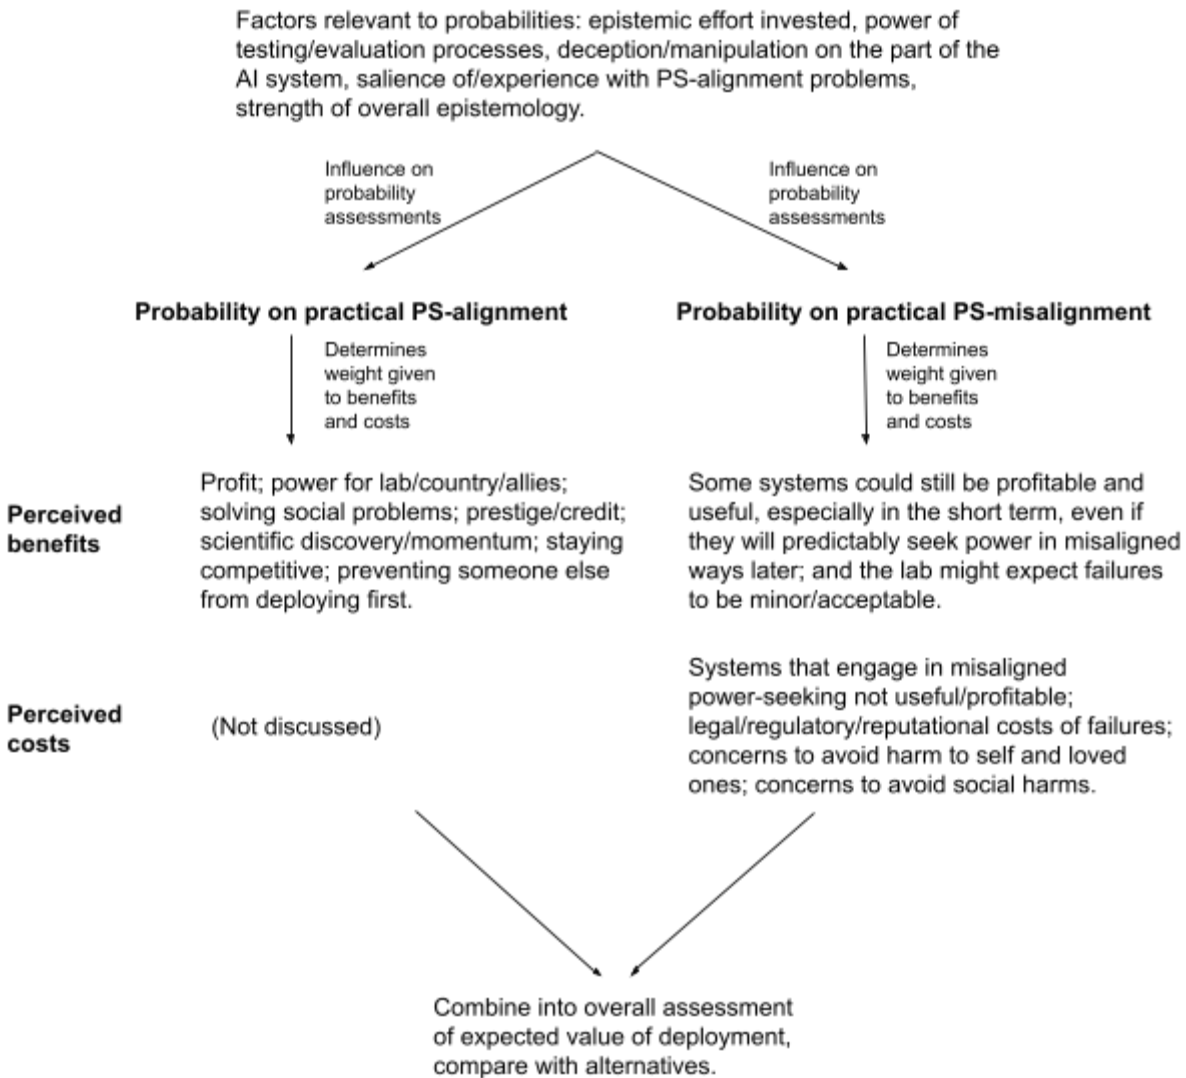 Factors relevant to probabilities: epistemic effort invested, power of
testing/evaluation processes, deception/manipulation on the part of the
AI system, salience of/experience with PS-alignment problems,
strength of overall epistemology.
Influence on
probability
assessments
Influence on
probability
assessments
Probability on practical PS-alignment
Probability on practical PS-misalignment
Determines
weight given
to benefits
and costs
Determines
weight given
to benefits
and costs
Perceived
benefits
Profit; power for lab/country/allies;
solving social problems; prestige/credit;
scientific discovery/momentum; staying
competitive; preventing someone else
from deploying first.
Some systems could still be profitable and
useful, especially in the short term, even if
they will predictably seek power in misaligned
ways later; and the lab might expect failures
to be minor/acceptable.
Perceived
costs
(Not discussed)
Systems that engage in misaligned
power-seeking not useful/profitable;
legal/regulatory/reputational costs of failures;
concerns to avoid harm to self and loved
ones; concerns to avoid social harms.
Combine into overall assessment
of expected value of deployment,
compare with alternatives.